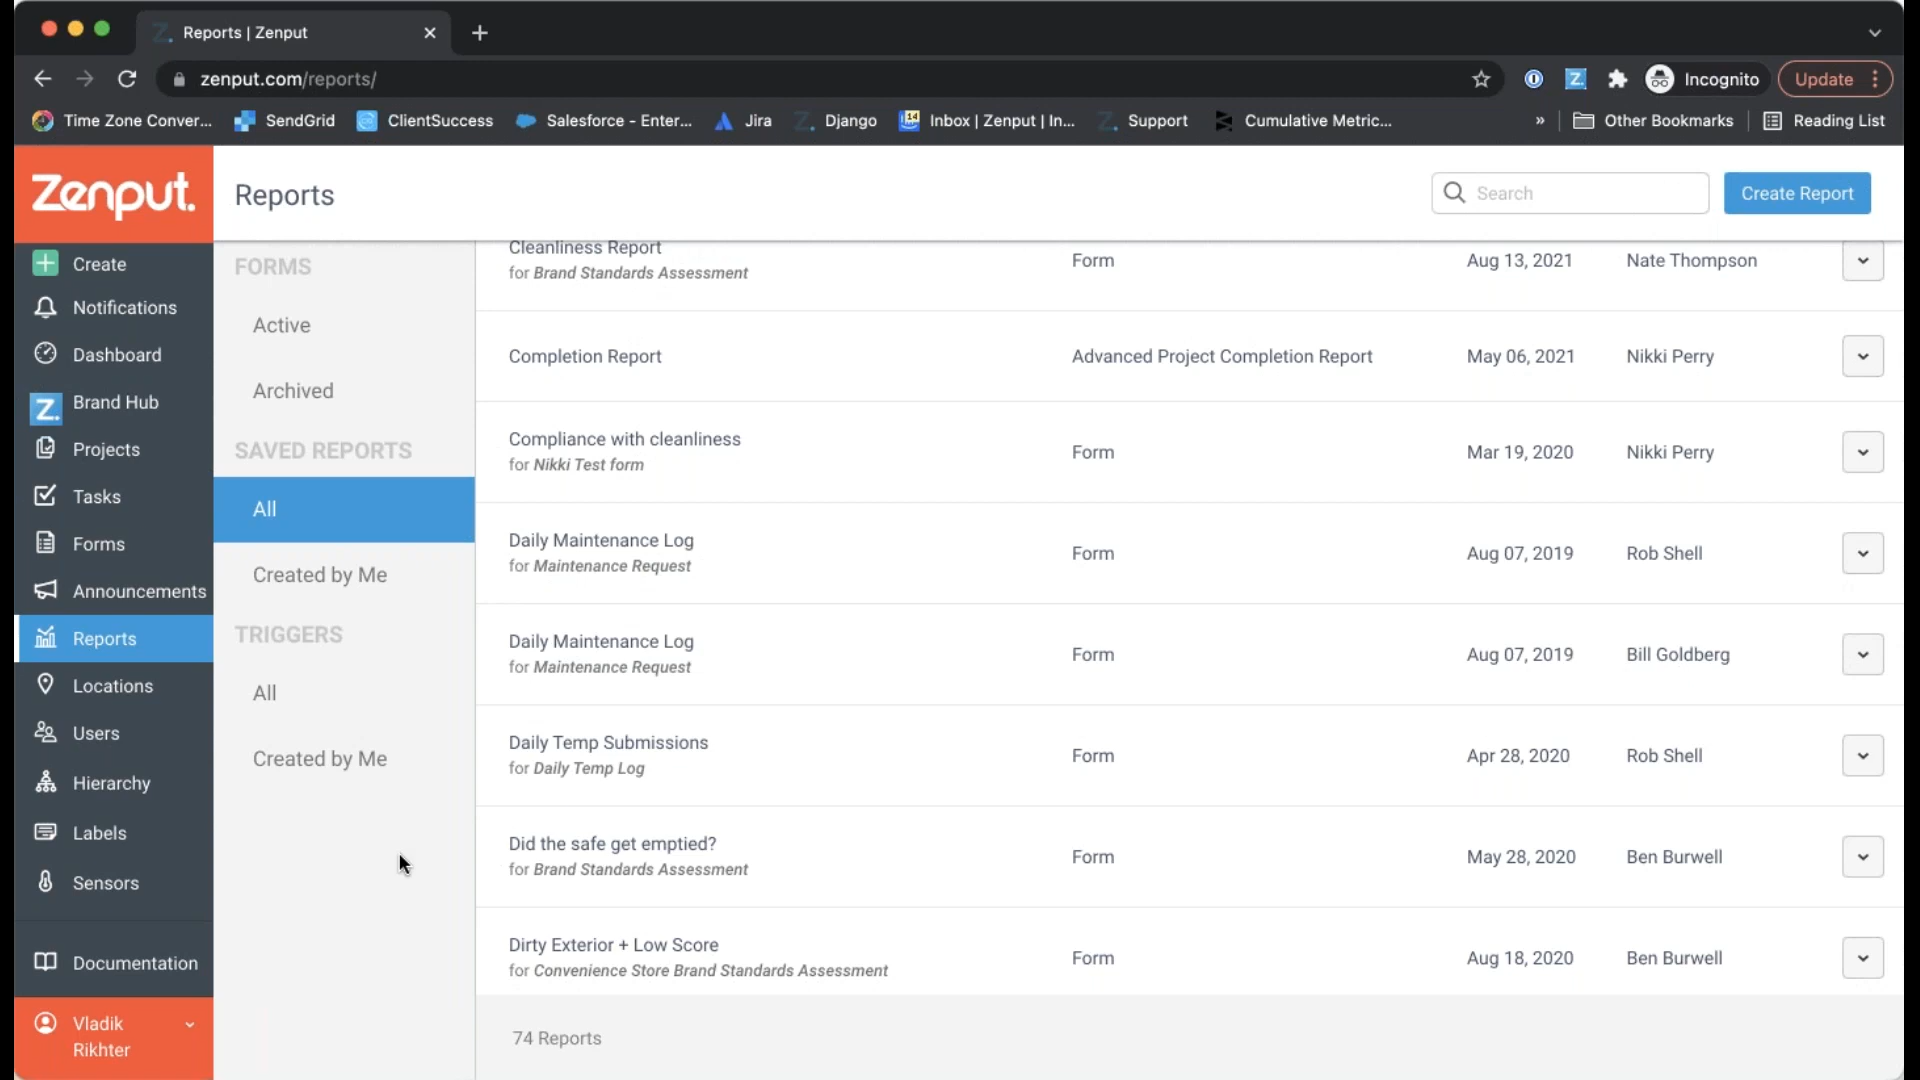 Reports | Zenput
zenput.com/reports/
Incognito
Update
Time Zone Conver...
SendGrid
ClientSuccess
Salesforce - Enter...
Jira
Django
14
Inbox | Zenput | In...
Support
Cumulative Metric...
»
Other Bookmarks
Reading List
Zenput.
Reports
Search
Create Report
Create
Notifications
Dashboard
Z.
Brand Hub
Projects
Tasks
Forms
Announcements
Reports
Locations
Users
Hierarchy
Labels
Sensors
Documentation
Vladik
Rikhter
FORMS
Active
Archived
SAVED REPORTS
All
Created by Me
TRIGGERS
All
Created by Me
Cleanliness Report
for Brand Standards Assessment
Form
Aug 13, 2021
Nate Thompson
Completion Report
Advanced Project Completion Report
May 06, 2021
Nikki Perry
Compliance with cleanliness
for Nikki Test form
Form
Mar 19, 2020
Nikki Perry
Daily Maintenance Log
for Maintenance Request
Form
Aug 07, 2019
Rob Shell
Daily Maintenance Log
for Maintenance Request
Form
Aug 07, 2019
Bill Goldberg
Daily Temp Submissions
for Daily Temp Log
Form
Apr 28, 2020
Rob Shell
Did the safe get emptied?
for Brand Standards Assessment
Form
May 28, 2020
Ben Burwell
Dirty Exterior + Low Score
for Convenience Store Brand Standards Assessment
Form
Aug 18, 2020
Ben Burwell
74 Reports